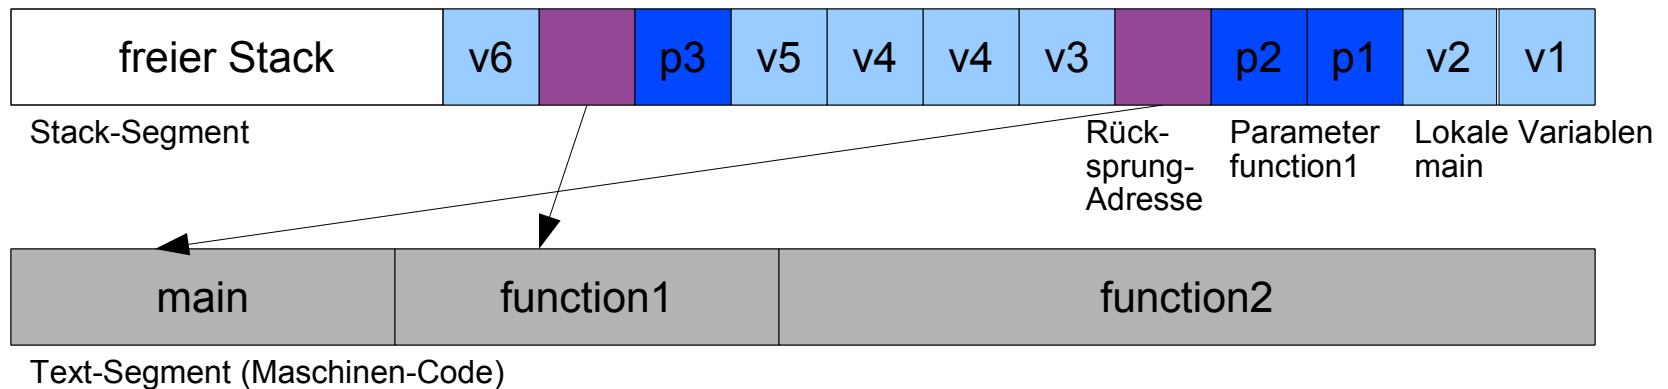 freier Stack v6 p3 v5 v4 v4 v3 p2 p1 v2 v1
Stack-Segment
Rück-
sprung-
Adresse
Parameter
function1
Lokale Variablen
main
main function1 function2
Text-Segment (Maschinen-Code)